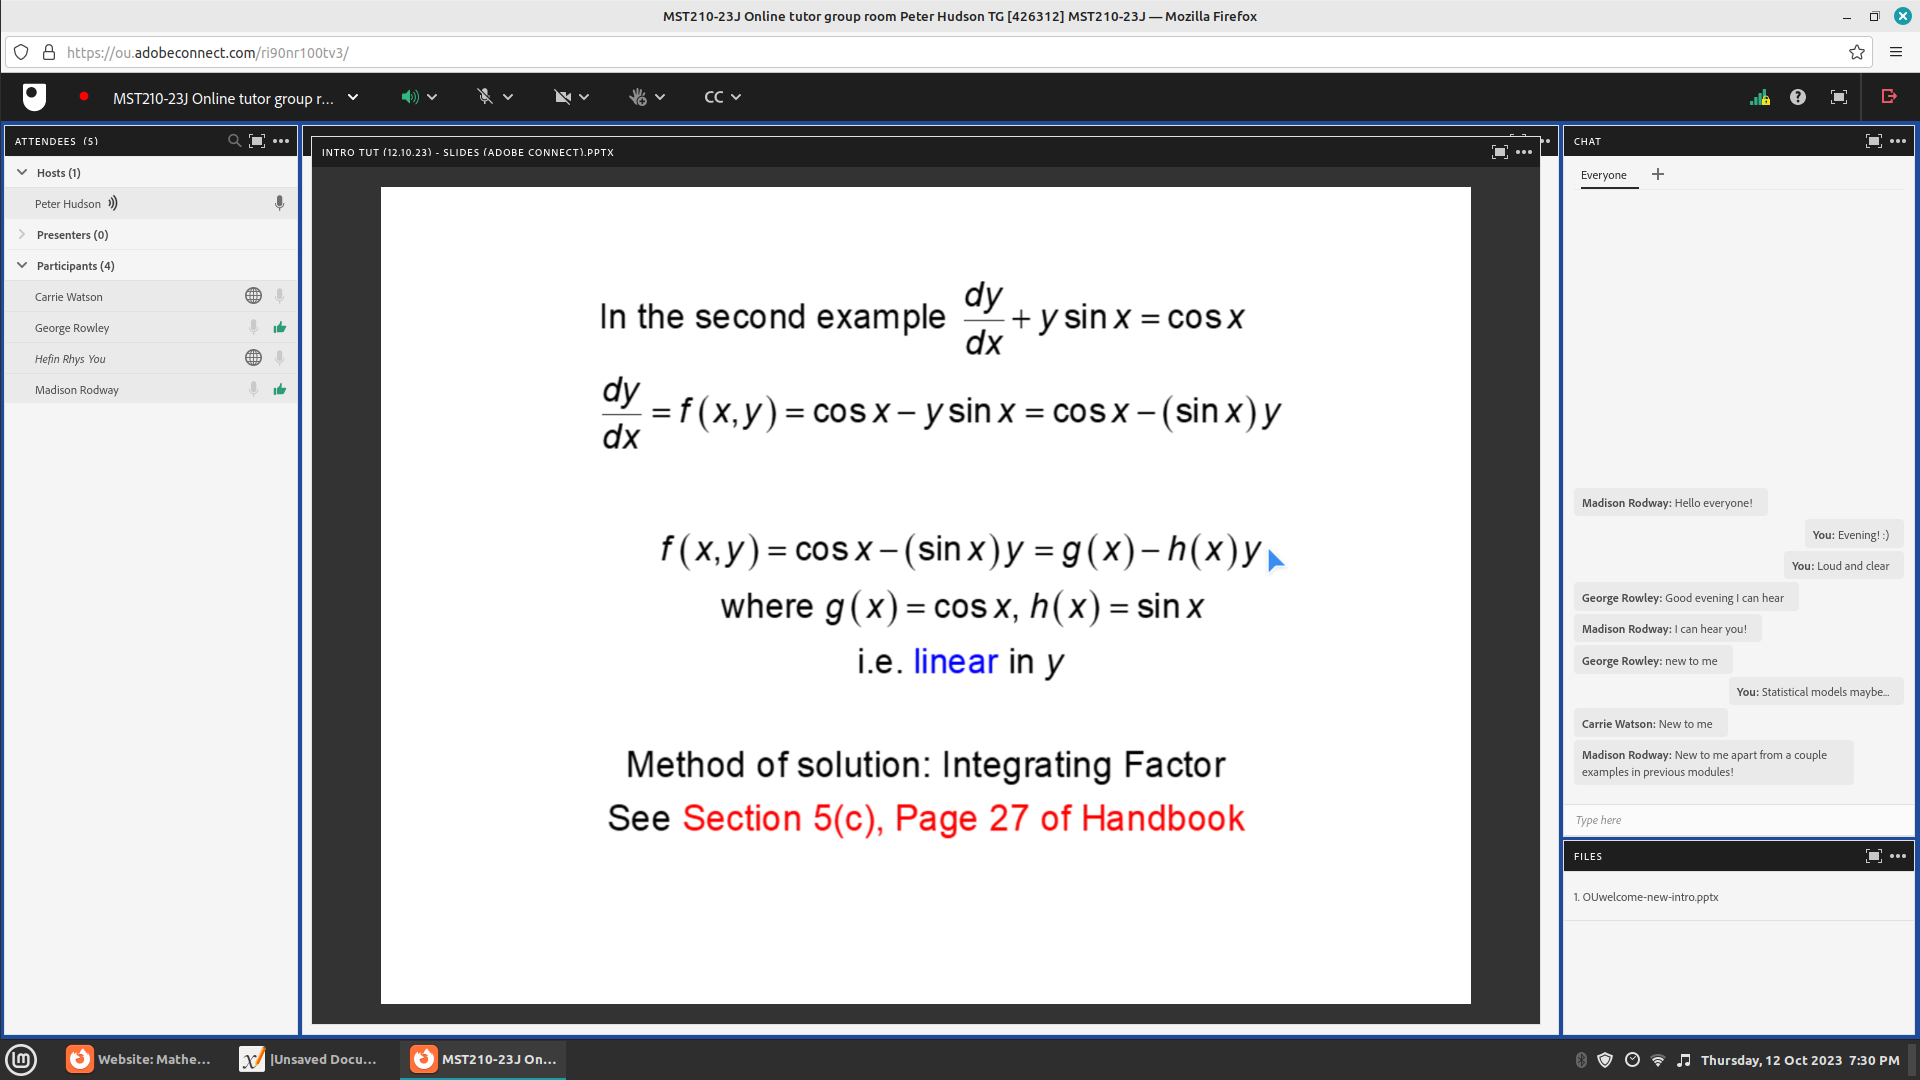 MST210-23J Online tutor group room Peter Hudson TG [426312] MST210-23J — Mozilla Firefox
https://ou.adobeconnect.com/ri90nr100tv3/
MST210-23J Online tutor group r...
CC
ATTENDEES (5)
Hosts (1)
Peter Hudson
Presenters (0)
Participants (4)
Carrie Watson
George Rowley
Hefin Rhys You
Madison Rodway
INTRO TUT (12.10.23) - SLIDES (ADOBE CONNECT).PPTX
In the second example dy/dx + y sin x = cos x
dy/dx = f(x,y) = cos x – y sin x = cos x – (sin x) y
f(x,y) = cos x – (sin x) y = g(x) – h(x) y
where g(x) = cos x, h(x) = sin x
i.e. linear in y
Method of solution: Integrating Factor
See Section 5(c), Page 27 of Handbook
CHAT
Everyone
Madison Rodway: Hello everyone!
You: Evening! :)
You: Loud and clear
George Rowley: Good evening I can hear
Madison Rodway: I can hear you!
George Rowley: new to me
You: Statistical models maybe...
Carrie Watson: New to me
Madison Rodway: New to me apart from a couple
examples in previous modules!
Type here
FILES
1. OUwelcome-new-intro.pptx
lm
Website: Mathe...
|Unsaved Docu...
MST210-23J On...
Thursday, 12 Oct 2023 7:30 PM